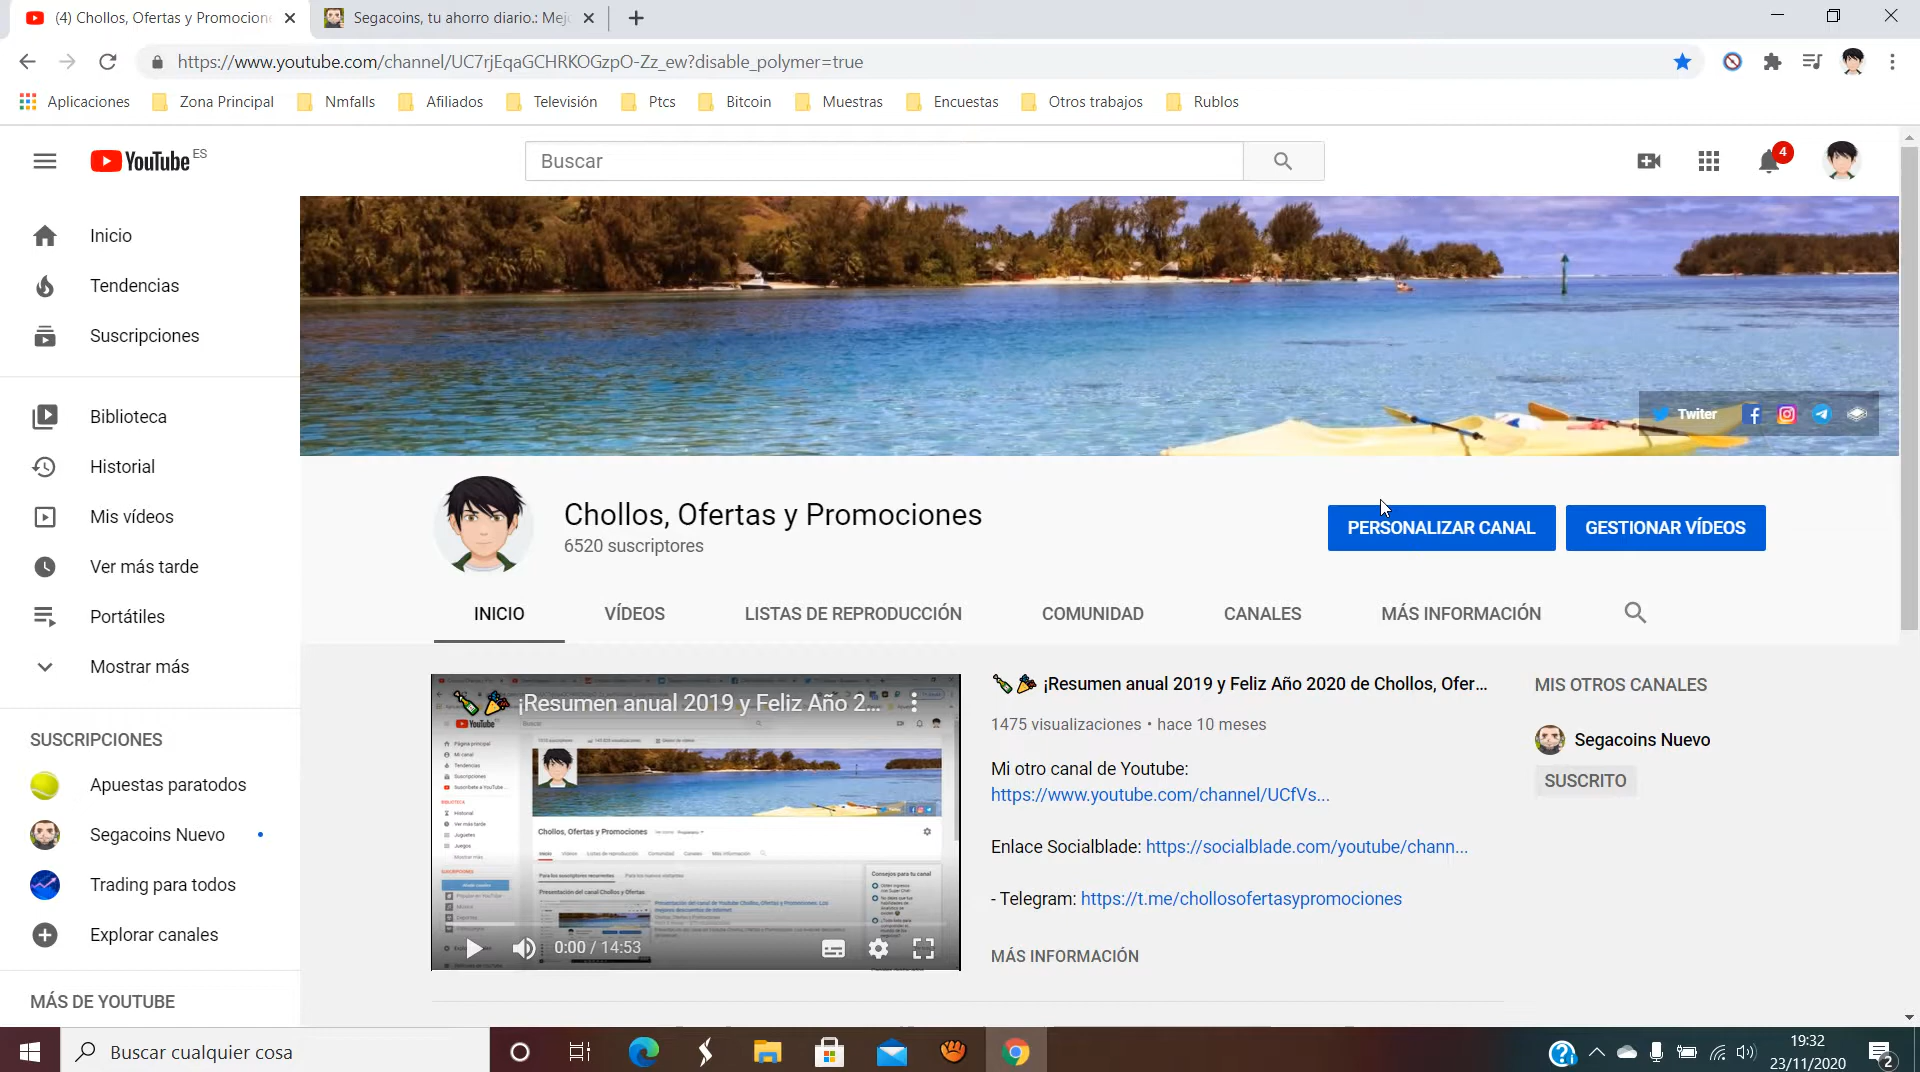 (4) Chollos, Ofertas y Promocione
Segacoins, tu ahorro diario.: Mej
https://www.youtube.com/channel/UC7rjEqaGCHRKOGzpO-Zz_ew?disable_polymer=true
Aplicaciones
Zona Principal
Nmfalls
Afiliados
Televisión
Ptcs
Bitcoin
Muestras
Encuestas
Otros trabajos
Rublos
YouTube ES
Buscar
4
Inicio
Tendencias
Suscripciones
Biblioteca
Historial
Mis vídeos
Ver más tarde
Portátiles
Mostrar más
SUSCRIPCIONES
Apuestas paratodos
Segacoins Nuevo
Trading para todos
Explorar canales
MÁS DE YOUTUBE
Twiter
Chollos, Ofertas y Promociones
6520 suscriptores
PERSONALIZAR CANAL
GESTIONAR VÍDEOS
INICIO
VÍDEOS
LISTAS DE REPRODUCCIÓN
COMUNIDAD
CANALES
MÁS INFORMACIÓN
¡Resumen anual 2019 y Feliz Año 2...
YouTube
Chollos, Ofertas y Promociones
0:00 / 14:53
¡Resumen anual 2019 y Feliz Año 2020 de Chollos, Ofer...
1475 visualizaciones • hace 10 meses
Mi otro canal de Youtube:
https://www.youtube.com/channel/UCfVs...
Enlace Socialblade: https://socialblade.com/youtube/chann...
- Telegram: https://t.me/chollosofertasypromociones
MÁS INFORMACIÓN
MIS OTROS CANALES
Segacoins Nuevo
SUSCRITO
Buscar cualquier cosa
19:32
23/11/2020
2